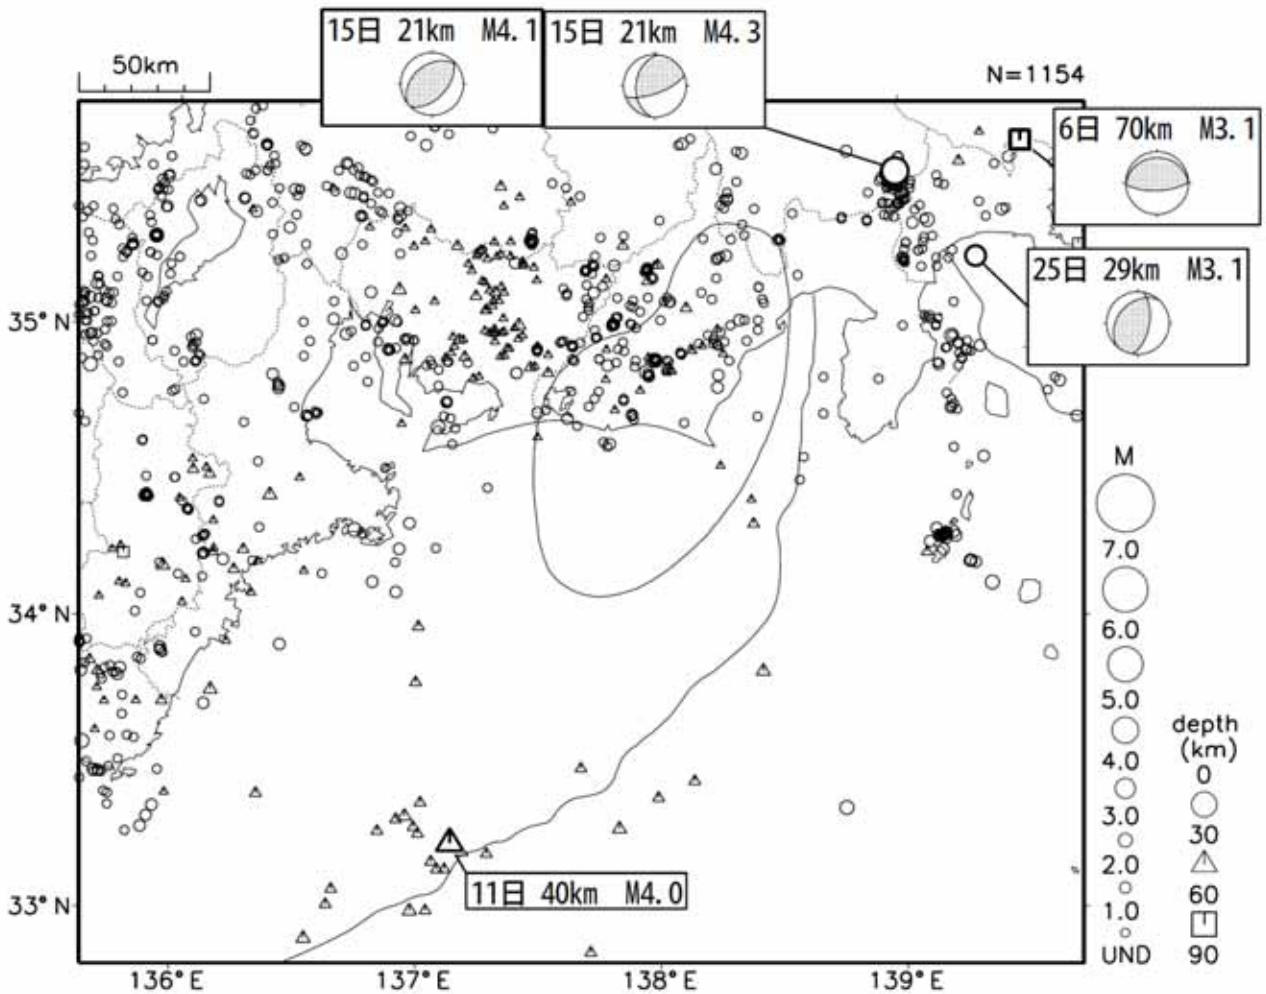 15日 21km M4.1
15日 21km M4.3
50km
N=1154
6日 70km M3.1
25日 29km M3.1
35°N
34°N
33°N
11日 40km M4.0
136°E
137°E
138°E
139°E
M
7.0
6.0
5.0
4.0
3.0
2.0
1.0
UND
depth
(km)
0
30
60
90